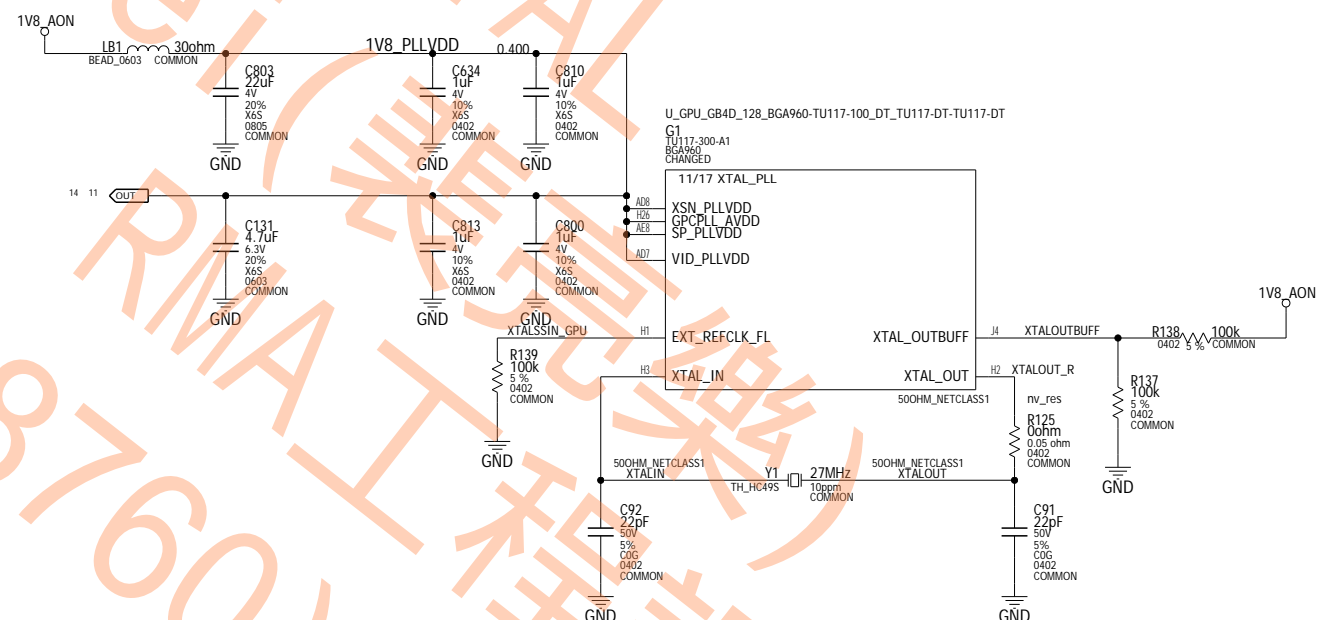 1V8_AON
LB1 30ohm
BEAD_0603 COMMON
1V8_PLLVDD 0.400
C803
22uF
4V
20%
X6S
0805
COMMON
GND
C634
1uF
4V
10%
X6S
0402
COMMON
GND
C810
1uF
4V
10%
X6S
0402
COMMON
GND
14 11 OUT
C131
4.7uF
6.3V
20%
X6S
0603
COMMON
GND
C813
1uF
4V
10%
X6S
0402
COMMON
GND
C800
1uF
4V
10%
X6S
0402
COMMON
GND
U_GPU_GB4D_128_BGA960-TU117-100_DT_TU117-DT-TU117-DT
G1
TU117-300-A1
BGA960
CHANGED
11/17 XTAL_PLL
AD8 XSN_PLLVDD
H26 GPCPLL_AVDD
AE8 SP_PLLVDD
AD7 VID_PLLVDD
XTALSSIN_GPU H1 EXT_REFCLK_FL
H3 XTAL_IN
XTAL_OUTBUFF J4 XTALOUTBUFF
XTAL_OUT H2 XTALOUT_R
50OHM_NETCLASS1
R139
100k
5 %
0402
COMMON
GND
1V8_AON
R138 100k
0402 5 % COMMON
R137
100k
5 %
0402
COMMON
GND
nv_res
R125
0ohm
0.05 ohm
0402
COMMON
50OHM_NETCLASS1
XTALIN
Y1 27MHz
TH_HC49S 10ppm
COMMON
50OHM_NETCLASS1
XTALOUT
C92
22pF
50V
5%
C0G
0402
COMMON
GND
C91
22pF
50V
5%
C0G
0402
COMMON
GND
RMA工程
8760)